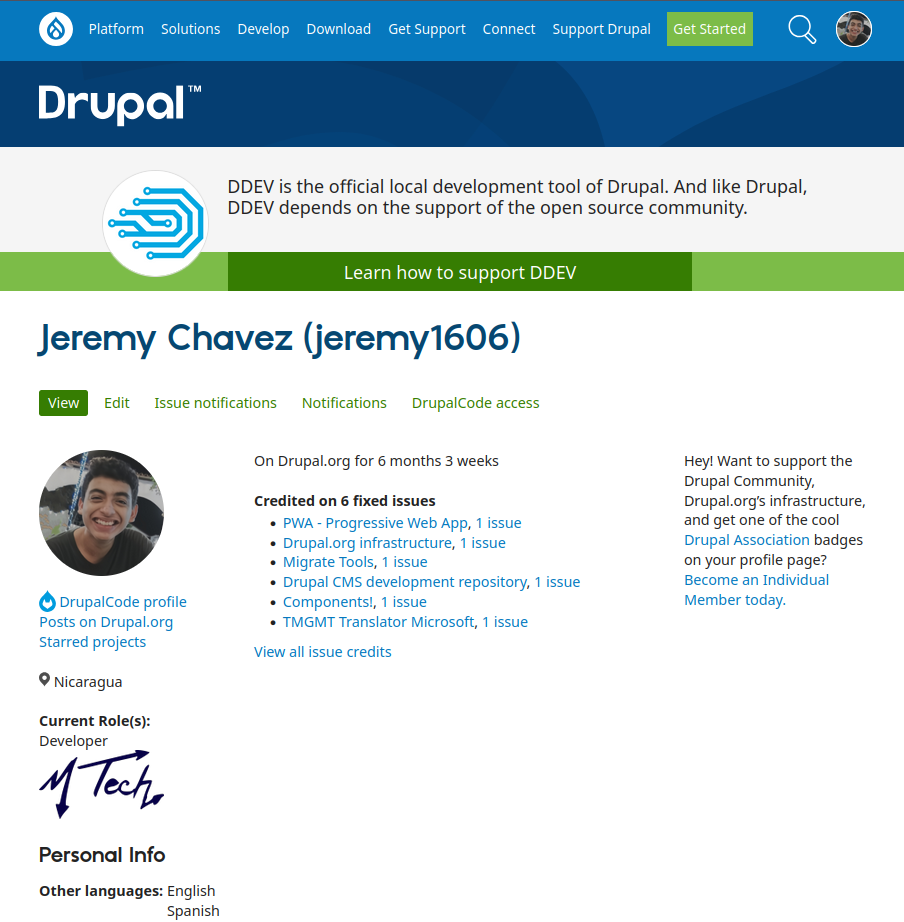 Platform Solutions Develop Download Get Support Connect Support Drupal Get Started
Drupal™
DDEV is the official local development tool of Drupal. And like Drupal,
DDEV depends on the support of the open source community.
Learn how to support DDEV
Jeremy Chavez (jeremy1606)
View Edit Issue notifications Notifications DrupalCode access
DrupalCode profile
Posts on Drupal.org
Starred projects
Nicaragua
Current Role(s):
Developer
M Tech
Personal Info
Other languages: English
Spanish
On Drupal.org for 6 months 3 weeks
Credited on 6 fixed issues
• PWA - Progressive Web App, 1 issue
• Drupal.org infrastructure, 1 issue
• Migrate Tools, 1 issue
• Drupal CMS development repository, 1 issue
• Components!, 1 issue
• TMGMT Translator Microsoft, 1 issue
View all issue credits
Hey! Want to support the
Drupal Community,
Drupal.org’s infrastructure,
and get one of the cool
Drupal Association badges
on your profile page?
Become an Individual
Member today.